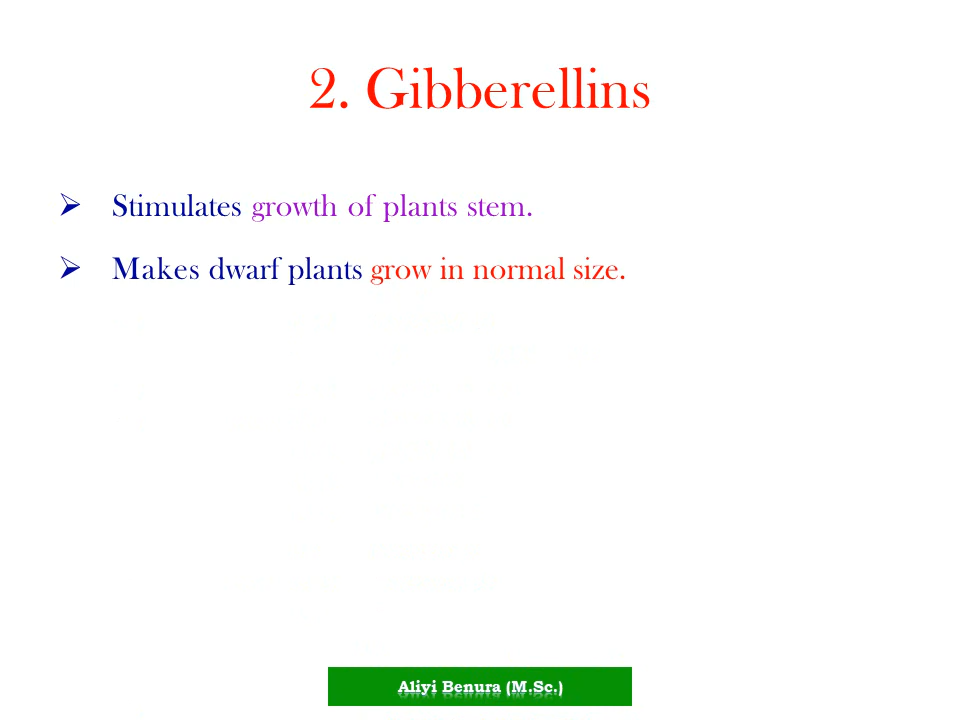 2. Gibberellins
➢ Stimulates growth of plants stem.
➢ Makes dwarf plants grow in normal size.
Aliyi Benura (M.Sc.)